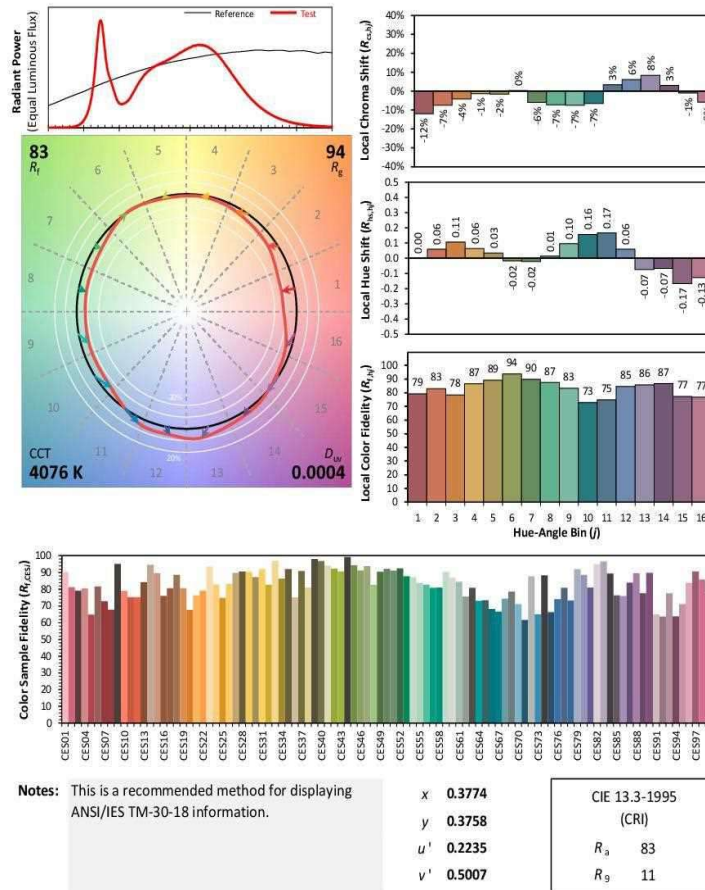 Reference Test
Radiant Power
(Equal Luminous Flux)
83
Rf
94
Rg
1
2
3
4
5
6
7
8
9
10
11
12
13
14
15
16
20%
CCT
4076 K
Duv
0.0004
Local Chroma Shift (Rcs,hj)
40%
30%
20%
10%
0%
-10%
-20%
-30%
-40%
-12% -7% -4% -1% -2% 0% -6% -7% -7% -7% 3% 6% 8% 3% -1%
Local Hue Shift (Rhs,hj)
0.5
0.4
0.3
0.2
0.1
0.0
-0.1
-0.2
-0.3
-0.4
-0.5
0.00 0.06 0.11 0.06 0.03 -0.02 -0.02 0.01 0.10 0.16 0.17 0.06 -0.07 -0.07 -0.17 -0.13
Local Color Fidelity (Rf,hj)
100
90
80
70
60
50
40
30
20
10
0
79 83 78 87 89 94 90 87 83 73 75 85 86 87 77 77
1 2 3 4 5 6 7 8 9 10 11 12 13 14 15 16
Hue-Angle Bin (j)
Color Sample Fidelity (Rf,CESi)
100
90
80
70
60
50
40
30
20
10
0
CES01 CES04 CES07 CES10 CES13 CES16 CES19 CES22 CES25 CES28 CES31 CES34 CES37 CES40 CES43 CES46 CES49 CES52 CES55 CES58 CES61 CES64 CES67 CES70 CES73 CES76 CES79 CES82 CES85 CES88 CES91 CES94 CES97
Notes: This is a recommended method for displaying
ANSI/IES TM-30-18 information.
x 0.3774
y 0.3758
u' 0.2235
v' 0.5007
CIE 13.3-1995
(CRI)
Ra 83
R9 11